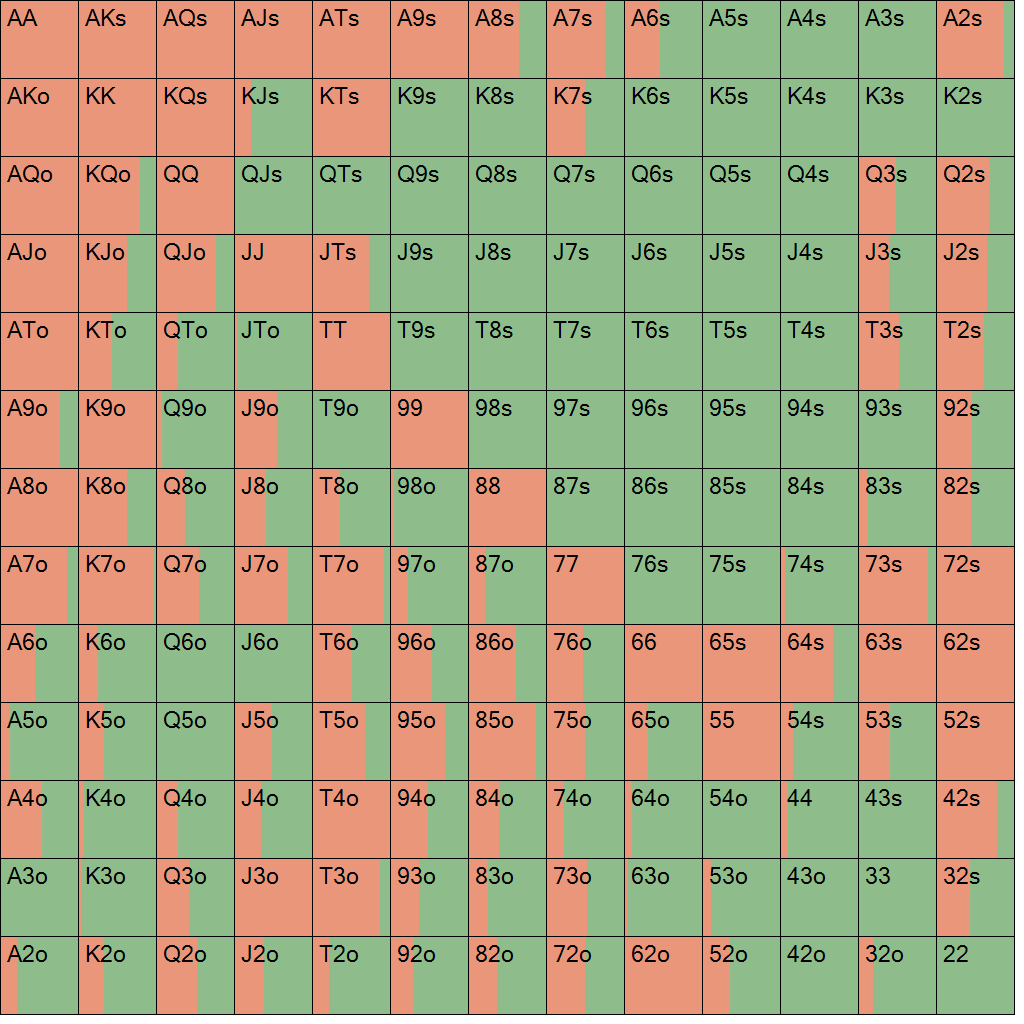 AA AKs AQs AJs ATs A9s A8s A7s A6s A5s A4s A3s A2s
AKo KK KQs KJs KTs K9s K8s K7s K6s K5s K4s K3s K2s
AQo KQo QQ QJs QTs Q9s Q8s Q7s Q6s Q5s Q4s Q3s Q2s
AJo KJo QJo JJ JTs J9s J8s J7s J6s J5s J4s J3s J2s
ATo KTo QTo JTo TT T9s T8s T7s T6s T5s T4s T3s T2s
A9o K9o Q9o J9o T9o 99 98s 97s 96s 95s 94s 93s 92s
A8o K8o Q8o J8o T8o 98o 88 87s 86s 85s 84s 83s 82s
A7o K7o Q7o J7o T7o 97o 87o 77 76s 75s 74s 73s 72s
A6o K6o Q6o J6o T6o 96o 86o 76o 66 65s 64s 63s 62s
A5o K5o Q5o J5o T5o 95o 85o 75o 65o 55 54s 53s 52s
A4o K4o Q4o J4o T4o 94o 84o 74o 64o 54o 44 43s 42s
A3o K3o Q3o J3o T3o 93o 83o 73o 63o 53o 43o 33 32s
A2o K2o Q2o J2o T2o 92o 82o 72o 62o 52o 42o 32o 22